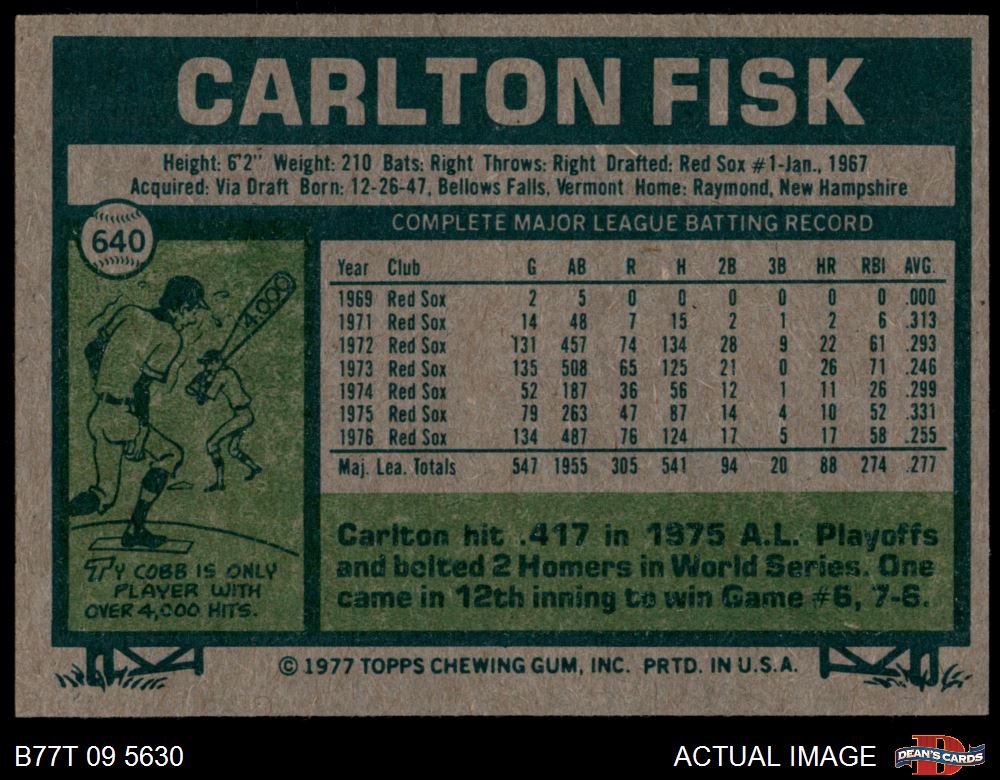 CARLTON FISK
Height: 6'2" Weight: 210 Bats: Right Throws: Right Drafted: Red Sox #1-Jan., 1967
Acquired: Via Draft Born: 12-26-47, Bellows Falls, Vermont Home: Raymond, New Hampshire
640
COMPLETE MAJOR LEAGUE BATTING RECORD
Year Club G AB R H 2B 3B HR RBI AVG.
1969 Red Sox 2 5 0 0 0 0 0 0 .000
1971 Red Sox 14 48 7 15 2 1 2 6 .313
1972 Red Sox 131 457 74 134 28 9 22 61 .293
1973 Red Sox 135 508 65 125 21 0 26 71 .246
1974 Red Sox 52 187 36 56 12 1 11 26 .299
1975 Red Sox 79 263 47 87 14 4 10 52 .331
1976 Red Sox 134 487 76 124 17 5 17 58 .255
Maj. Lea. Totals 547 1955 305 541 94 20 88 274 .277
4,000
TY COBB IS ONLY
PLAYER WITH
OVER 4,000 HITS.
Carlton hit .417 in 1975 A.L. Playoffs
and belted 2 Homers in World Series. One
came in 12th inning to win Game #6, 7-6.
© 1977 TOPPS CHEWING GUM, INC. PRTD. IN U.S.A.
B77T 09 5630
ACTUAL IMAGE
D
DEAN'S CARDS